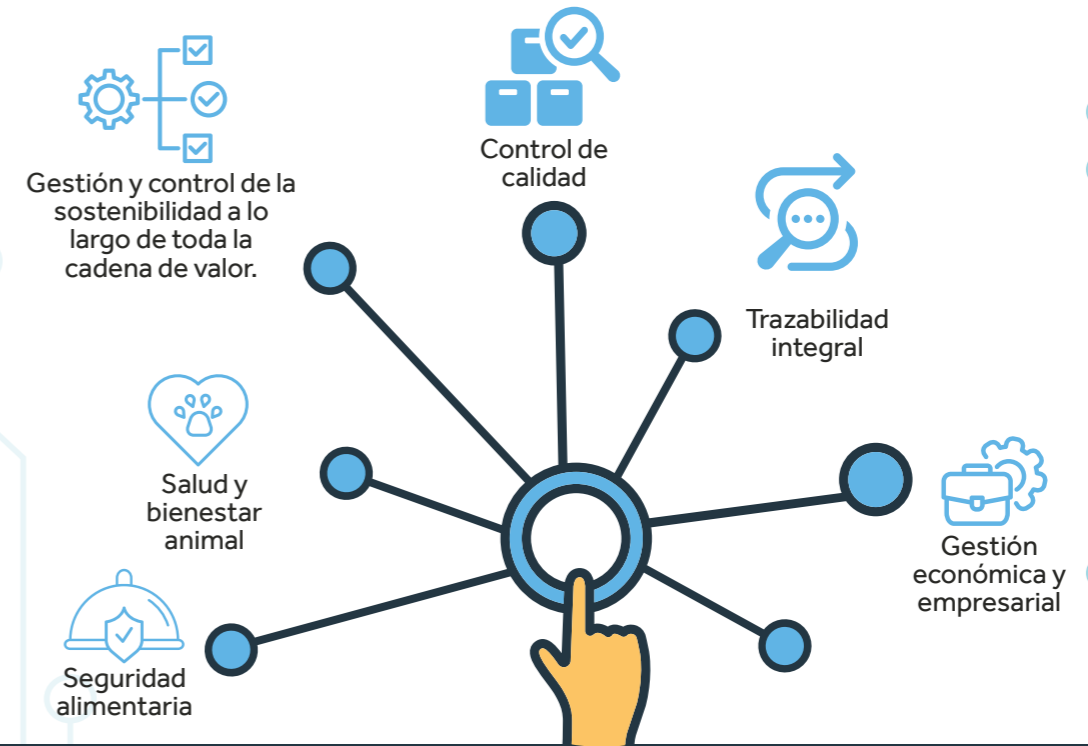 Control de
calidad
Gestión y control de la
sostenibilidad a lo
largo de toda la
cadena de valor.
Trazabilidad
integral
Salud y
bienestar
animal
Gestión
económica y
empresarial
Seguridad
alimentaria